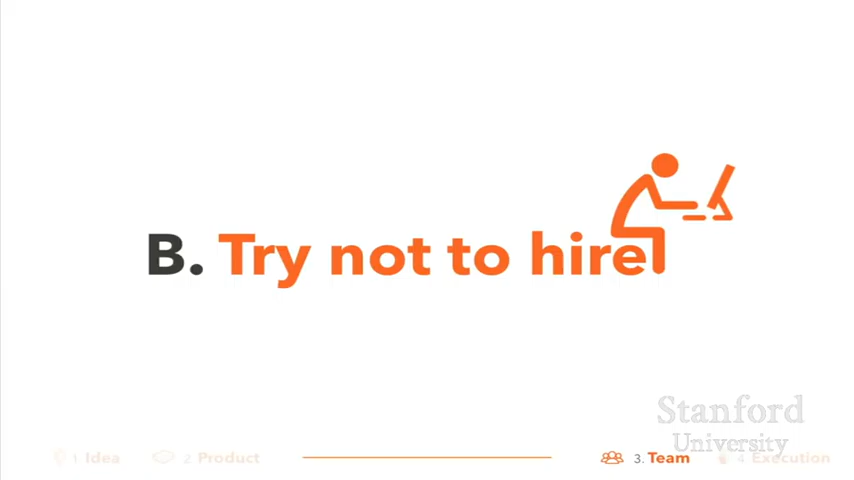 B. Try not to hire
Stanford
University
1 Idea
2 Product
3. Team
4 Execution